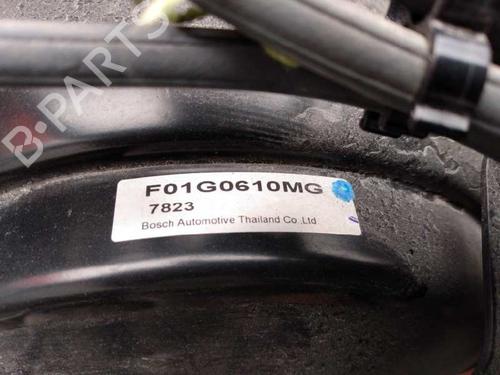 B-PARTS
F01G0610MG
7823
Bosch Automotive Thailand Co.,Ltd.